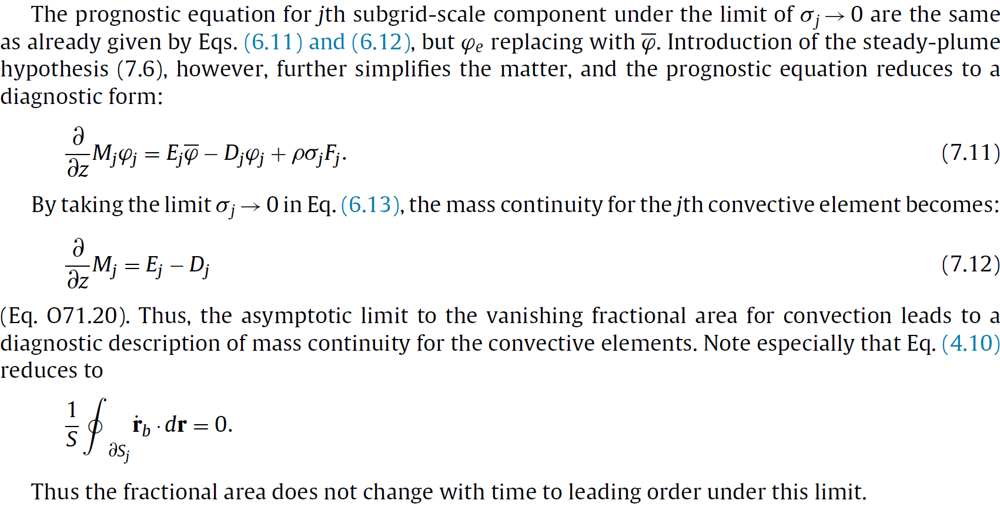 The prognostic equation for jth subgrid-scale component under the limit of σ_j → 0 are the same
as already given by Eqs. (6.11) and (6.12), but φ_e replacing with φ̅. Introduction of the steady-plume
hypothesis (7.6), however, further simplifies the matter, and the prognostic equation reduces to a
diagnostic form:
∂/∂z M_jφ_j = E_jφ̅ − D_jφ_j + ρσ_jF_j. (7.11)
By taking the limit σ_j → 0 in Eq. (6.13), the mass continuity for the jth convective element becomes:
∂/∂z M_j = E_j − D_j (7.12)
(Eq. O71.20). Thus, the asymptotic limit to the vanishing fractional area for convection leads to a
diagnostic description of mass continuity for the convective elements. Note especially that Eq. (4.10)
reduces to
1/S ∮_∂S_j ṙ_b · dr = 0.
Thus the fractional area does not change with time to leading order under this limit.